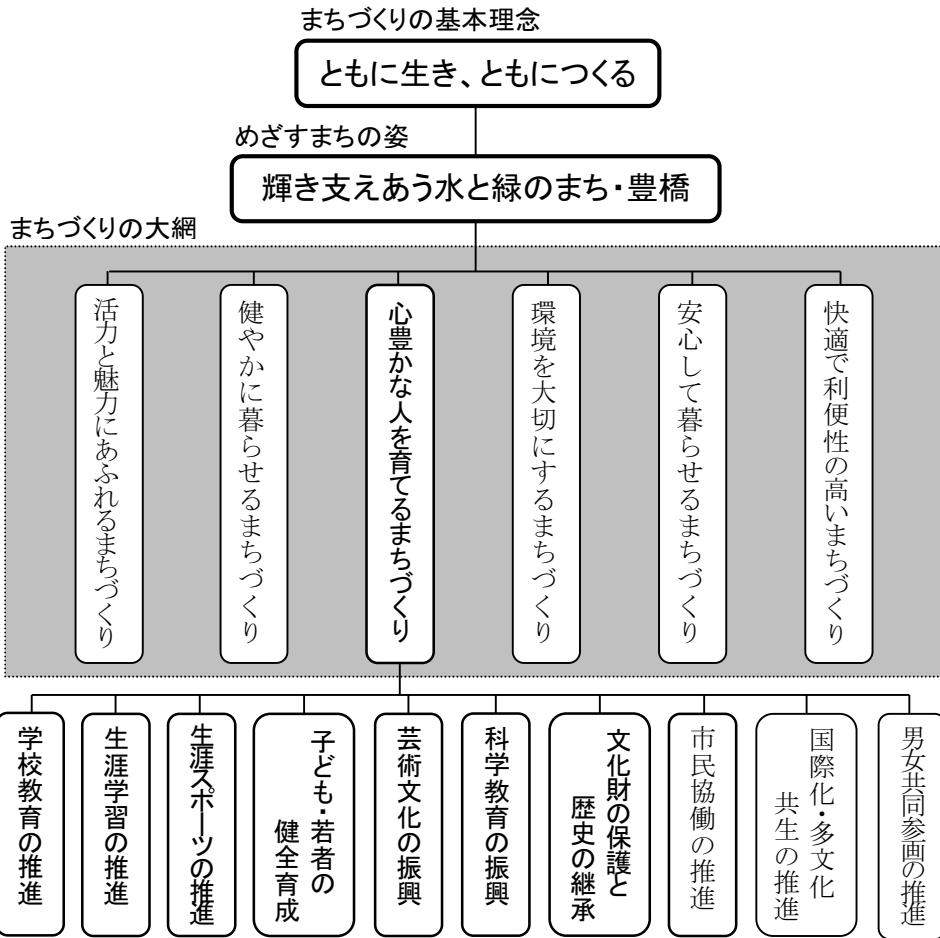 まちづくりの基本理念
ともに生き、ともにつくる
めざすまちの姿
輝き支えあう水と緑のまち・豊橋
まちづくりの大網
活力と魅力にあふれるまちづくり
健やかに暮らせるまちづくり
心豊かな人を育てるまちづくり
環境を大切にするまちづくり
安心して暮らせるまちづくり
快適で利便性の高いまちづくり
学校教育の推進
生涯学習の推進
生涯スポーツの推進
子ども・若者の
健全育成
芸術文化の振興
科学教育の振興
文化財の保護と
歴史の継承
市民協働の推進
国際化・多文化
共生の推進
男女共同参画の推進